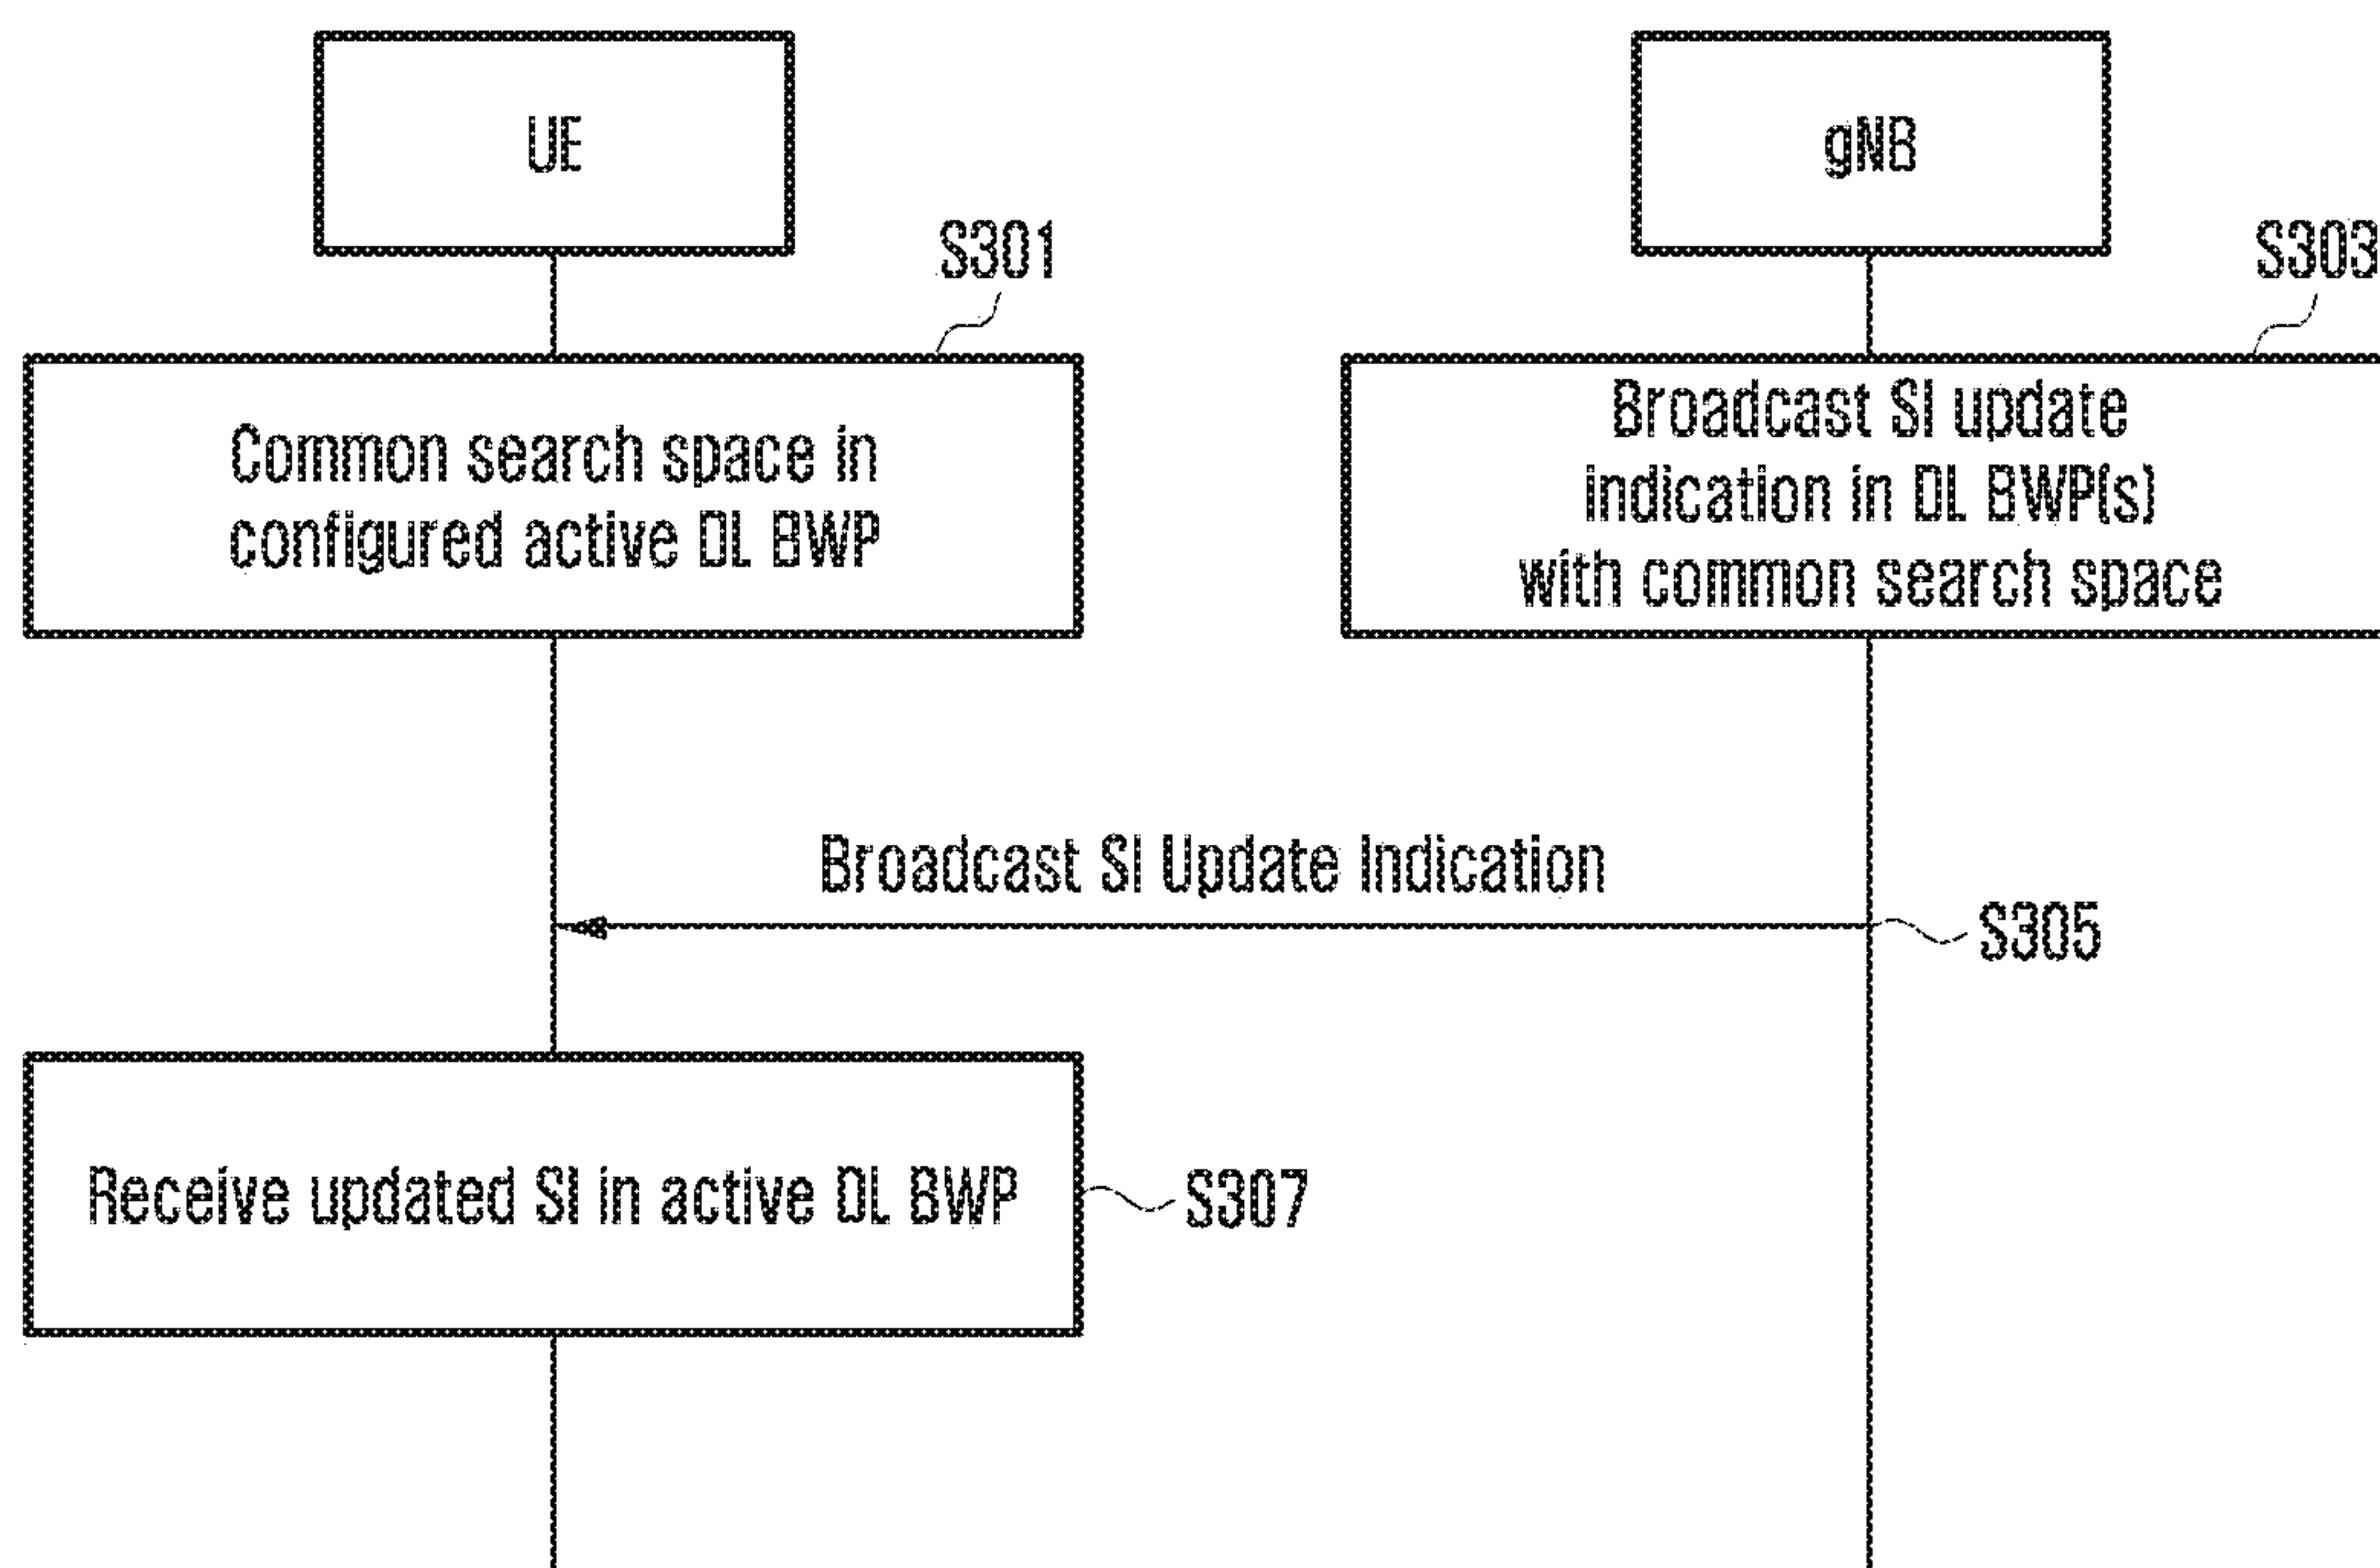 UE
gNB
S301
S303
Common search space in
configured active DL BWP
Broadcast SI update
indication in DL BWP(s)
with common search space
Broadcast SI Update Indication
S305
Receive updated SI in active DL BWP
S307